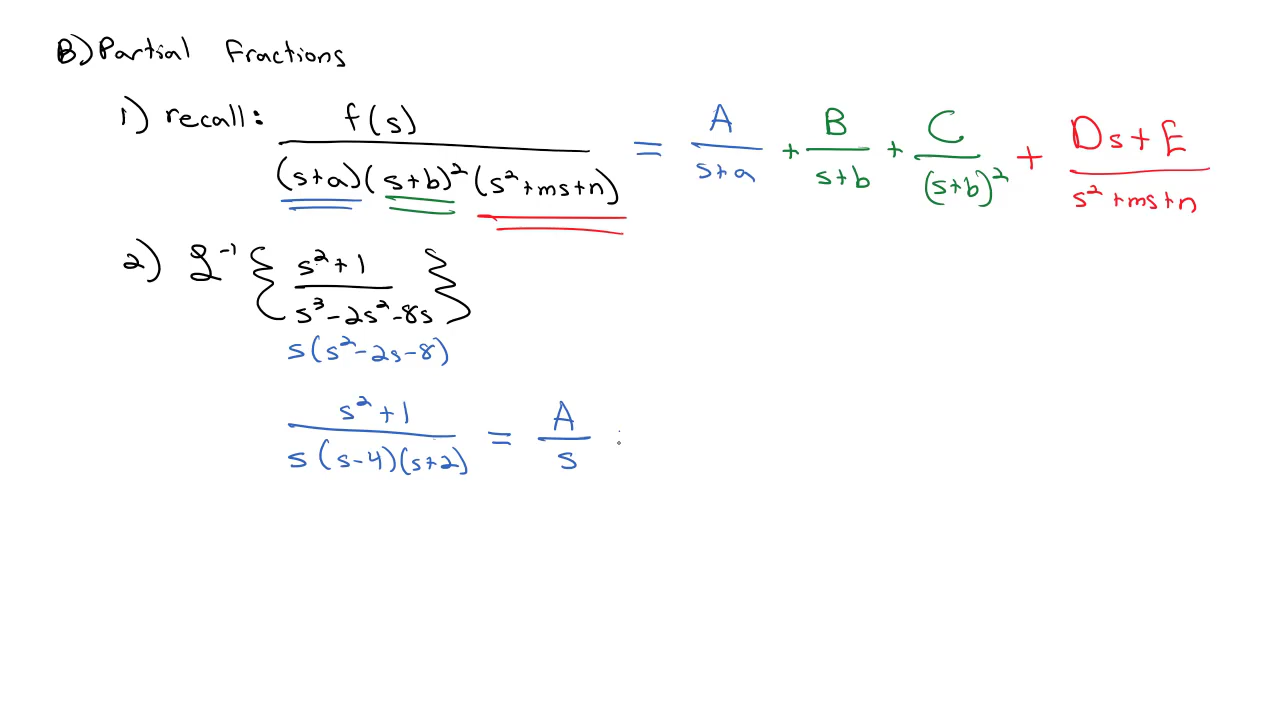 B) Partial Fractions
1) recall: f(s) / (s+a)(s+b)² (s²+ms+n) = A/(s+a) + B/(s+b) + C/(s+b)² + (Ds+E)/(s²+ms+n)
2) ℒ⁻¹ { (s²+1)/(s³-2s²-8s) }
s(s²-2s-8)
(s²+1) / s(s-4)(s+2) = A/s